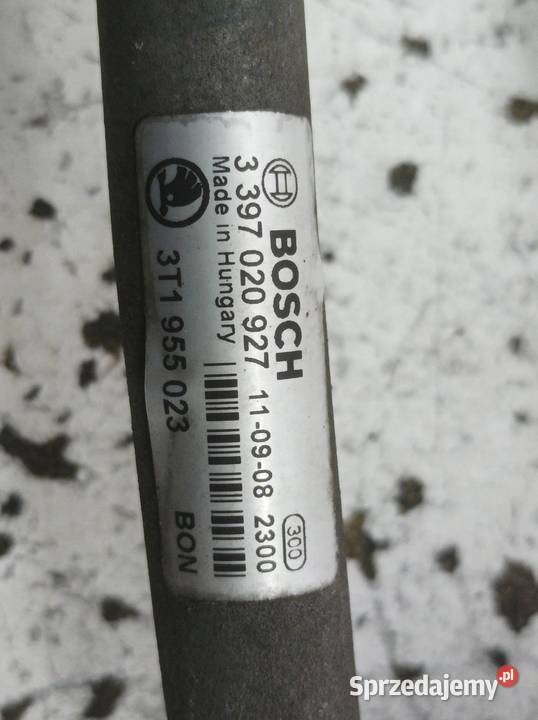 BOSCH
3 397 020 927 11-09-08 2300
300
Made in Hungary
3T1 955 023 BON
Sprzedajemy.pl